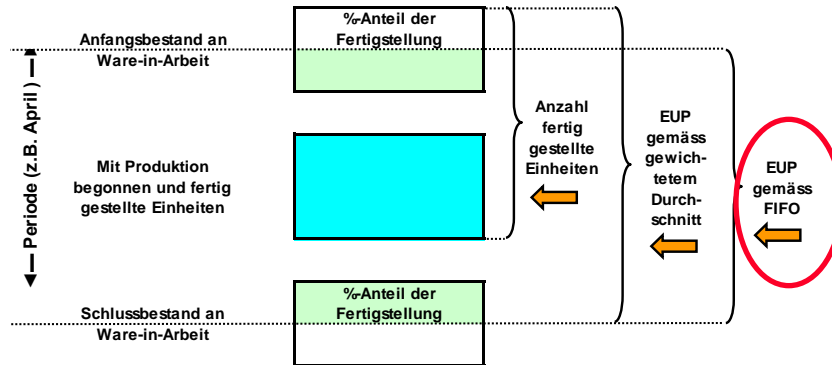 %-Anteil der
Fertigstellung
Anfangsbestand an
Ware-in-Arbeit
Periode (z.B. April )
Mit Produktion
begonnen und fertig
gestellte Einheiten
Anzahl
fertig
gestellte
Einheiten
EUP
gemäss
gewich-
tetem
Durch-
schnitt
EUP
gemäss
FIFO
%-Anteil der
Fertigstellung
Schlussbestand an
Ware-in-Arbeit